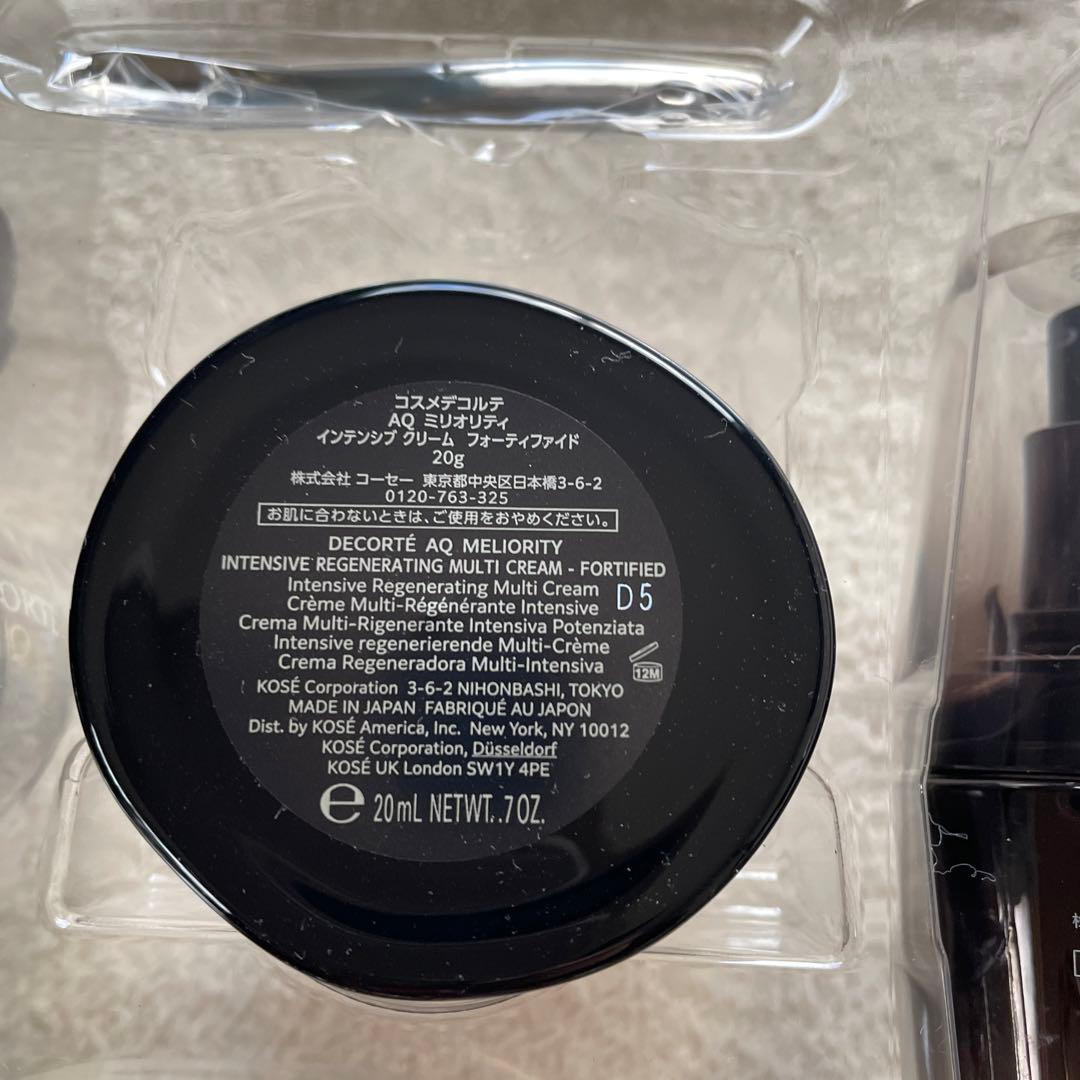 コスメデコルテ
AQ ミリオリティ
インテンシブ クリーム フォーティファイド
20g
株式会社 コーセー 東京都中央区日本橋3-6-2
0120-763-325
お肌に合わないときは、ご使用をおやめください。
DECORTÉ AQ MELIORITY
INTENSIVE REGENERATING MULTI CREAM - FORTIFIED
Intensive Regenerating Multi Cream
Crème Multi-Régénérante Intensive
D5
Crema Multi-Rigenerante Intensiva Potenziata
Intensive regenerierende Multi-Crème
Crema Regeneradora Multi-Intensiva
12M
KOSÉ Corporation 3-6-2 NIHONBASHI, TOKYO
MADE IN JAPAN FABRIQUÉ AU JAPON
Dist. by KOSÉ America, Inc. New York, NY 10012
KOSÉ Corporation, Düsseldorf
KOSÉ UK London SW1Y 4PE
e 20mL NETWT. .7OZ.